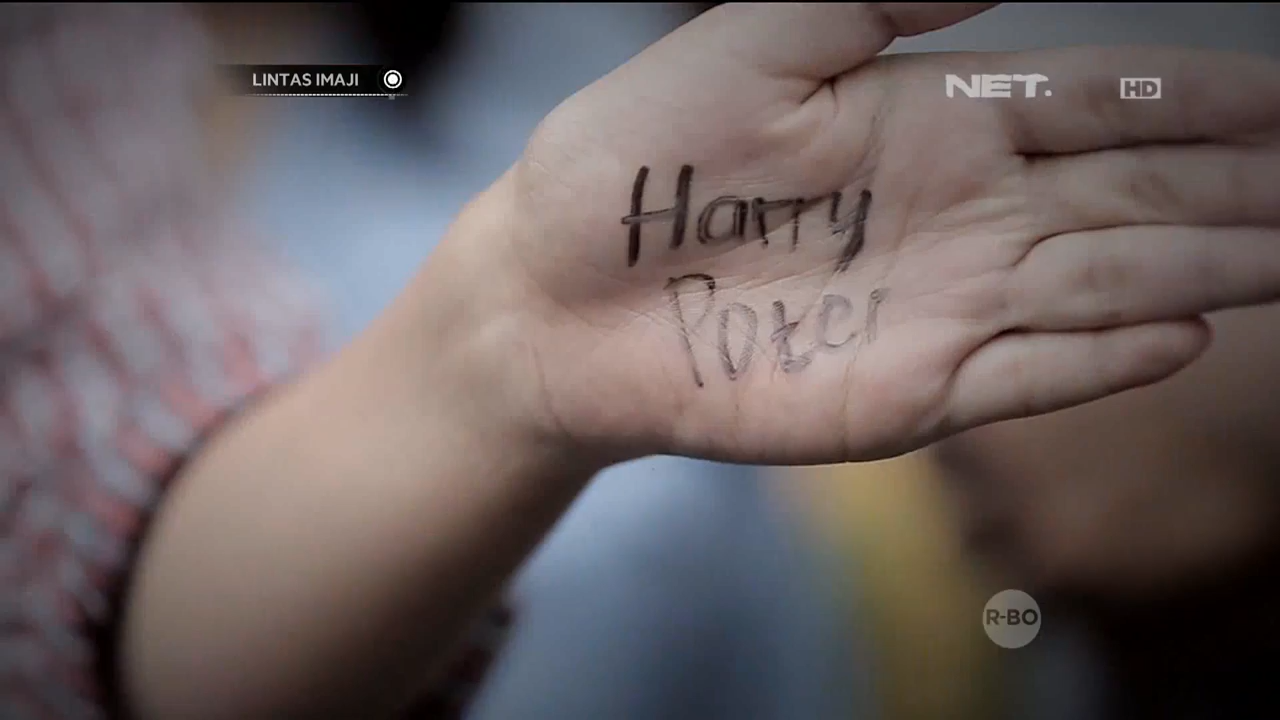 LINTAS IMAJI
NET.
HD
Harry
Poter
R-BO